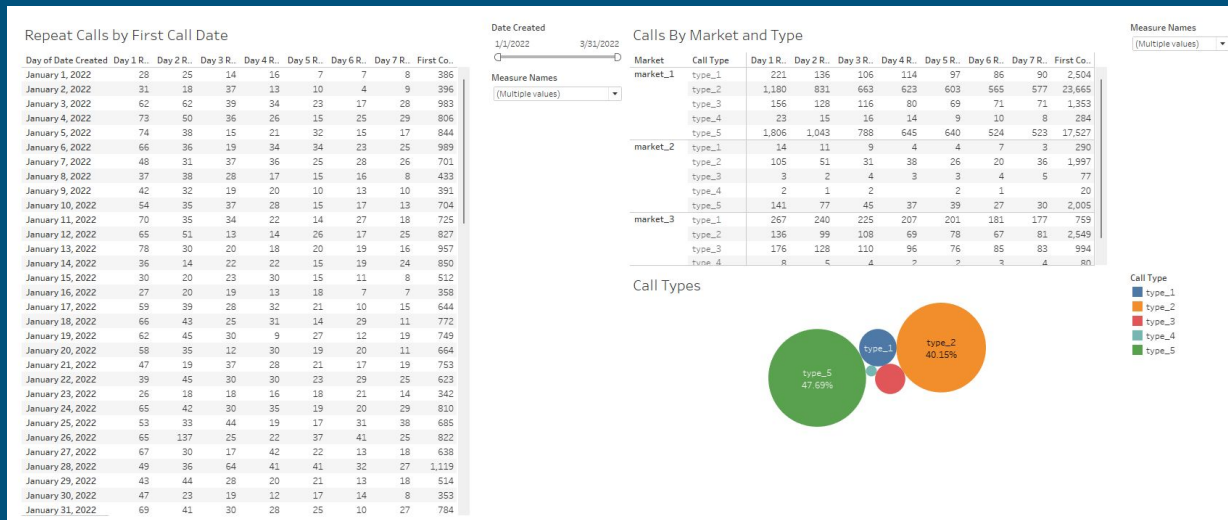 Repeat Calls by First Call Date
Day of Date Created Day 1 R.. Day 2 R.. Day 3 R.. Day 4 R.. Day 5 R.. Day 6 R.. Day 7 R.. First Co..
January 1, 2022 28 25 14 16 7 7 8 386
January 2, 2022 31 18 37 13 10 4 9 396
January 3, 2022 62 62 39 34 23 17 28 983
January 4, 2022 73 50 36 26 15 25 29 806
January 5, 2022 74 38 15 21 32 15 17 844
January 6, 2022 66 36 19 34 34 23 25 989
January 7, 2022 48 31 37 36 25 28 26 701
January 8, 2022 37 38 28 17 15 16 8 433
January 9, 2022 42 32 19 20 10 13 10 391
January 10, 2022 54 35 37 28 15 17 13 704
January 11, 2022 70 35 34 22 14 27 18 725
January 12, 2022 65 51 13 14 26 17 25 827
January 13, 2022 78 30 20 18 20 19 16 957
January 14, 2022 36 14 22 22 15 19 24 850
January 15, 2022 30 20 23 30 15 11 8 512
January 16, 2022 27 20 19 13 18 7 7 358
January 17, 2022 59 39 28 32 21 10 15 644
January 18, 2022 66 43 25 31 14 29 11 772
January 19, 2022 62 45 30 9 27 12 19 749
January 20, 2022 58 35 12 30 19 20 11 664
January 21, 2022 47 19 37 28 21 17 19 753
January 22, 2022 39 45 30 30 23 29 25 623
January 23, 2022 26 18 18 16 18 21 14 342
January 24, 2022 65 42 30 35 19 20 29 810
January 25, 2022 53 33 44 19 17 31 38 685
January 26, 2022 65 137 25 22 37 41 25 822
January 27, 2022 67 30 17 42 22 13 18 638
January 28, 2022 49 36 64 41 41 32 27 1,119
January 29, 2022 43 44 28 20 21 13 18 514
January 30, 2022 47 23 19 12 17 14 8 353
January 31, 2022 69 41 30 28 25 10 27 784
Date Created
1/1/2022 3/31/2022
Measure Names
(Multiple values)
Calls By Market and Type
Market Call Type Day 1 R.. Day 2 R.. Day 3 R.. Day 4 R.. Day 5 R.. Day 6 R.. Day 7 R.. First Co..
market_1 type_1 221 136 106 114 97 86 90 2,504
type_2 1,180 831 663 623 603 565 577 23,665
type_3 156 128 116 80 69 71 71 1,353
type_4 23 15 16 14 9 10 8 284
type_5 1,806 1,043 788 645 640 524 523 17,527
market_2 type_1 14 11 9 4 4 7 3 290
type_2 105 51 31 38 26 20 36 1,997
type_3 3 2 4 3 3 4 5 77
type_4 2 1 2 2 1 20
type_5 141 77 45 37 39 27 30 2,005
market_3 type_1 267 240 225 207 201 181 177 759
type_2 136 99 108 69 78 67 81 2,549
type_3 176 128 110 96 76 85 83 994
type_4 8 5 4 2 2 3 4 80
Measure Names
(Multiple values)
Call Types
type_5
47.69%
type_1
type_2
40.15%
Call Type
type_1
type_2
type_3
type_4
type_5